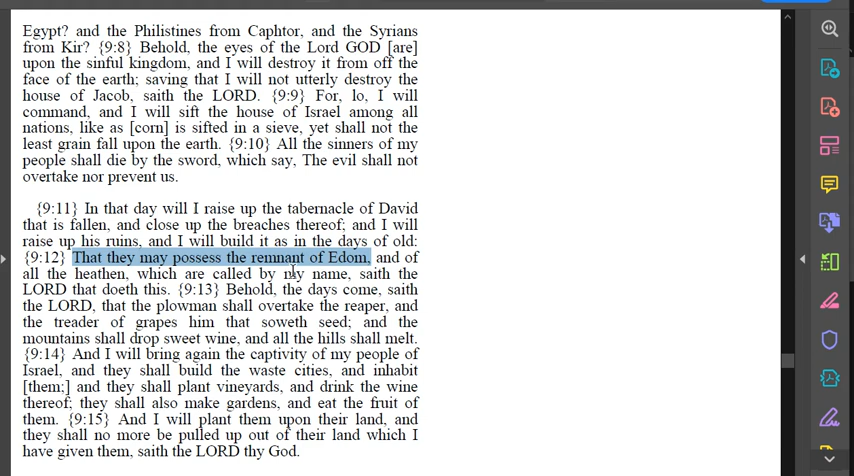 Egypt? and the Philistines from Caphtor, and the Syrians
from Kir? {9:8} Behold, the eyes of the Lord GOD [are]
upon the sinful kingdom, and I will destroy it from off the
face of the earth; saving that I will not utterly destroy the
house of Jacob, saith the LORD. {9:9} For, lo, I will
command, and I will sift the house of Israel among all
nations, like as [corn] is sifted in a sieve, yet shall not the
least grain fall upon the earth. {9:10} All the sinners of my
people shall die by the sword, which say, The evil shall not
overtake nor prevent us.
{9:11} In that day will I raise up the tabernacle of David
that is fallen, and close up the breaches thereof; and I will
raise up his ruins, and I will build it as in the days of old:
{9:12} That they may possess the remnant of Edom, and of
all the heathen, which are called by my name, saith the
LORD that doeth this. {9:13} Behold, the days come, saith
the LORD, that the plowman shall overtake the reaper, and
the treader of grapes him that soweth seed; and the
mountains shall drop sweet wine, and all the hills shall melt.
{9:14} And I will bring again the captivity of my people of
Israel, and they shall build the waste cities, and inhabit
[them;] and they shall plant vineyards, and drink the wine
thereof; they shall also make gardens, and eat the fruit of
them. {9:15} And I will plant them upon their land, and
they shall no more be pulled up out of their land which I
have given them, saith the LORD thy God.